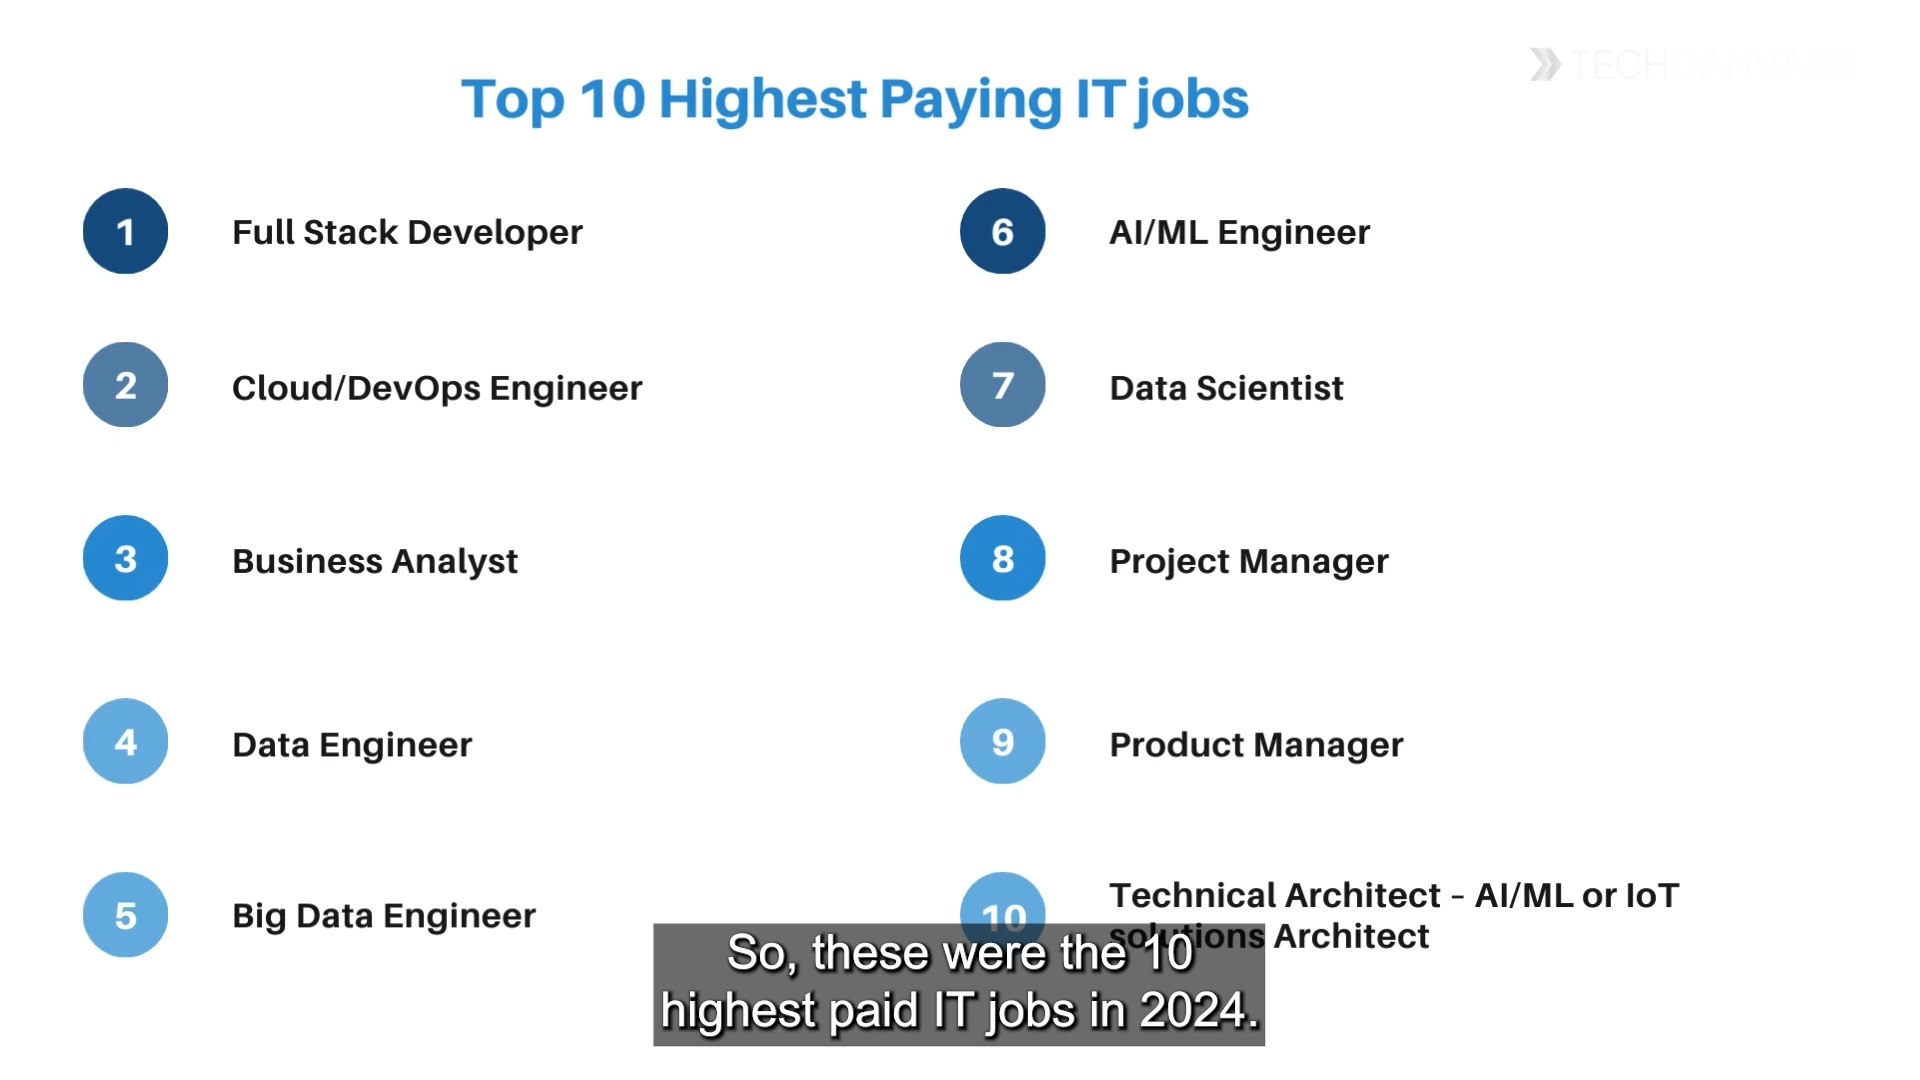 TECHCANVASS
Top 10 Highest Paying IT jobs
1 Full Stack Developer
2 Cloud/DevOps Engineer
3 Business Analyst
4 Data Engineer
5 Big Data Engineer
6 AI/ML Engineer
7 Data Scientist
8 Project Manager
9 Product Manager
10 Technical Architect – AI/ML or IoT
solutions Architect
So, these were the 10
highest paid IT jobs in 2024.